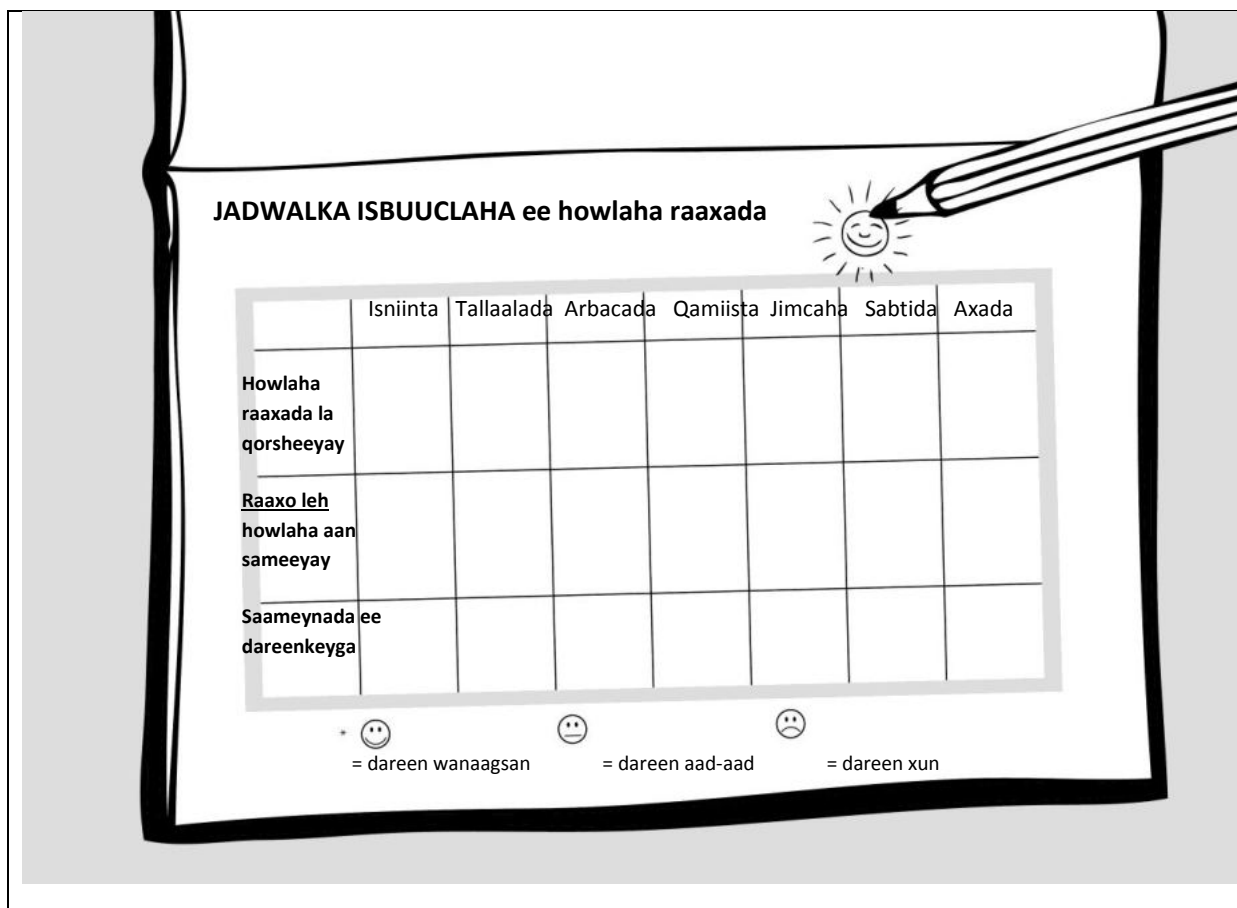 JADWALKA ISBUUCLAHA ee howlaha raaxada
Isniinta Tallaalada Arbacada Qamiista Jimcaha Sabtida Axada
Howlaha
raaxada la
qorsheeyay
Raaxo leh
howlaha aan
sameeyay
Saameynada ee
dareenkeyga
*
= dareen wanaagsan = dareen aad-aad = dareen xun